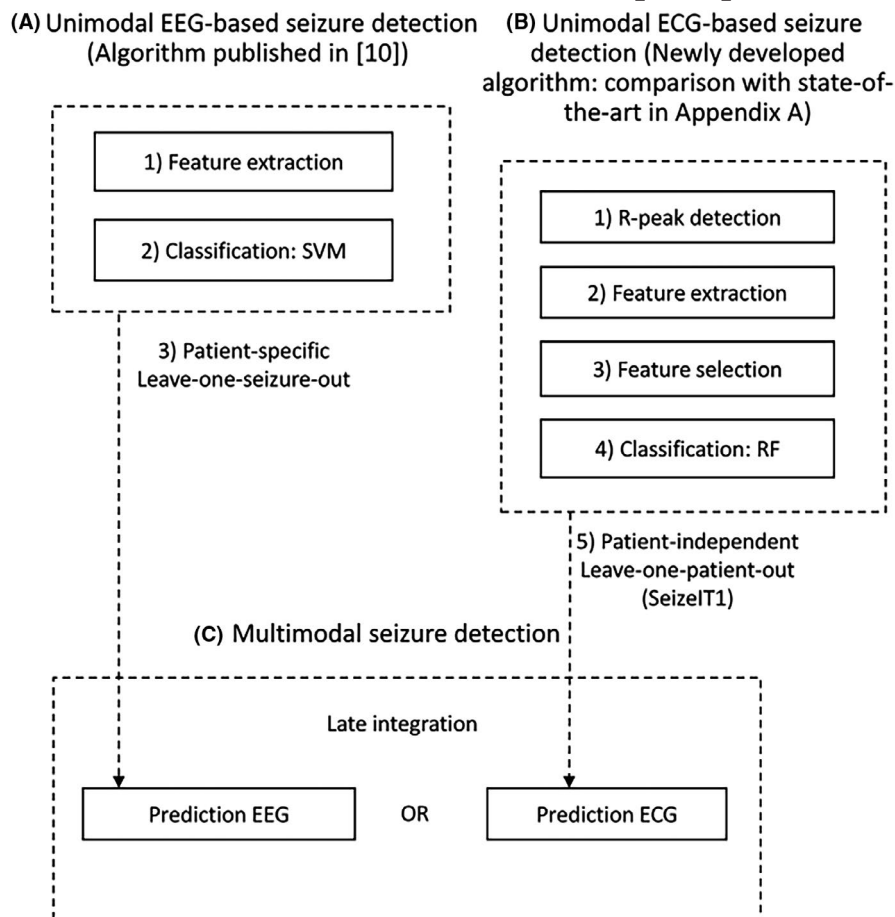 (A) Unimodal EEG-based seizure detection
(Algorithm published in [10])
1) Feature extraction
2) Classification: SVM
3) Patient-specific
Leave-one-seizure-out
(B) Unimodal ECG-based seizure
detection (Newly developed
algorithm: comparison with state-of-
the-art in Appendix A)
1) R-peak detection
2) Feature extraction
3) Feature selection
4) Classification: RF
5) Patient-independent
Leave-one-patient-out
(SeizeIT1)
(C) Multimodal seizure detection
Late integration
Prediction EEG
OR
Prediction ECG